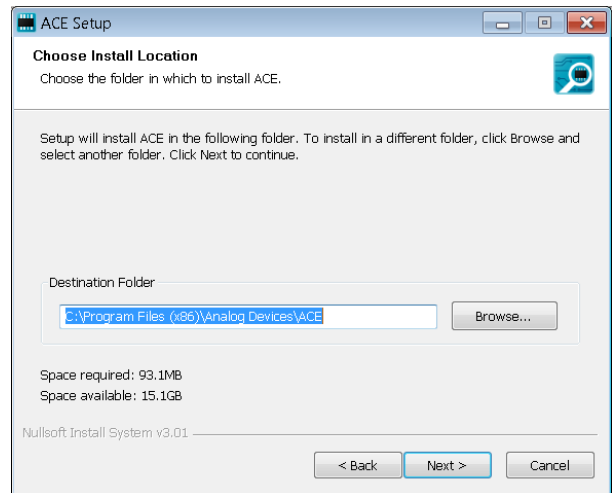 ACE Setup
Choose Install Location
Choose the folder in which to install ACE.
Setup will install ACE in the following folder. To install in a different folder, click Browse and
select another folder. Click Next to continue.
Destination Folder
C:\Program Files (x86)\Analog Devices\ACE
Browse...
Space required: 93.1MB
Space available: 15.1GB
Nullsoft Install System v3.01
< Back
Next >
Cancel